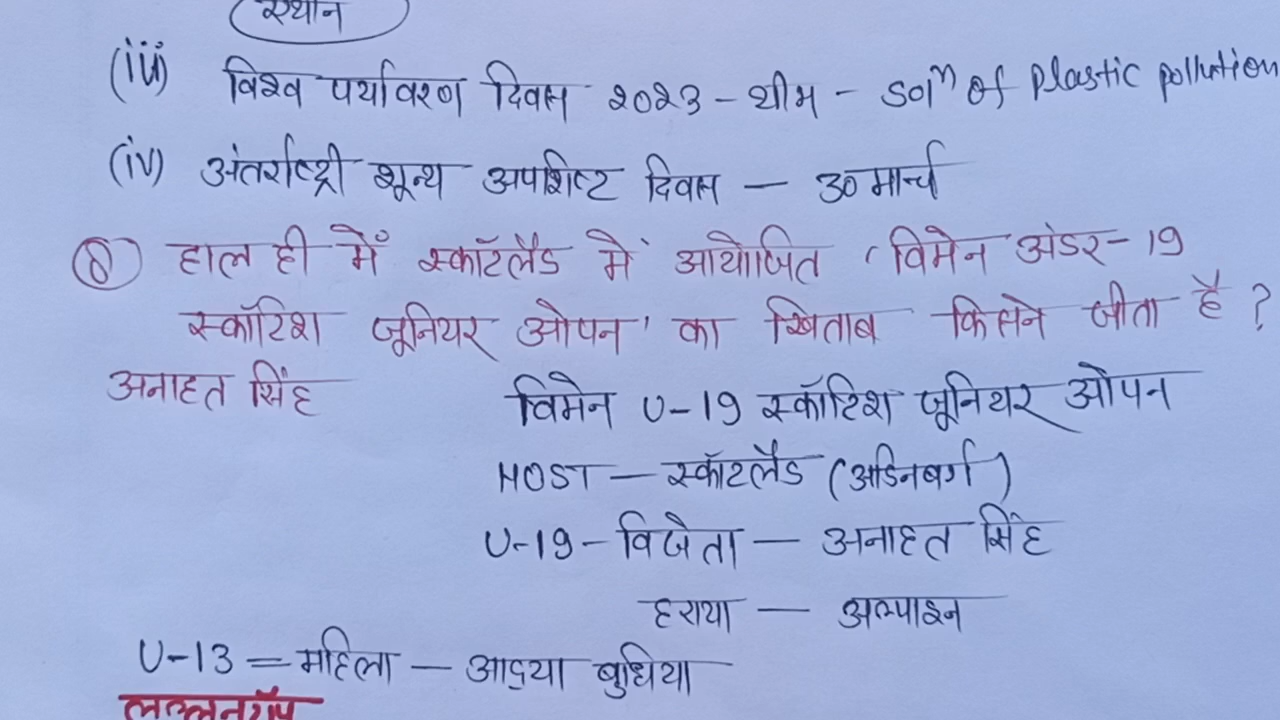 स्थान
(iii) विश्व पर्यावरण दिवस 2023 - थीम - Solⁿ Of Plastic pollution
(iv) अंतर्राष्ट्री शून्य अपशिष्ट दिवस — 30 मार्च
⑧ हाल ही में स्कॉटलैंड में आयोजित 'विमेन अंडर-19
स्कॉटिश जूनियर ओपन' का खिताब किसने जीता है ?
अनाहत सिंह
विमेन U-19 स्कॉटिश जूनियर ओपन
HOST — स्कॉटलैंड (अडिनबर्ग)
U-19 - विजेता — अनाहत सिंह
हराया — अल्पाइन
U-13 = महिला — आद्या बुधिया
लल्लनटॉप